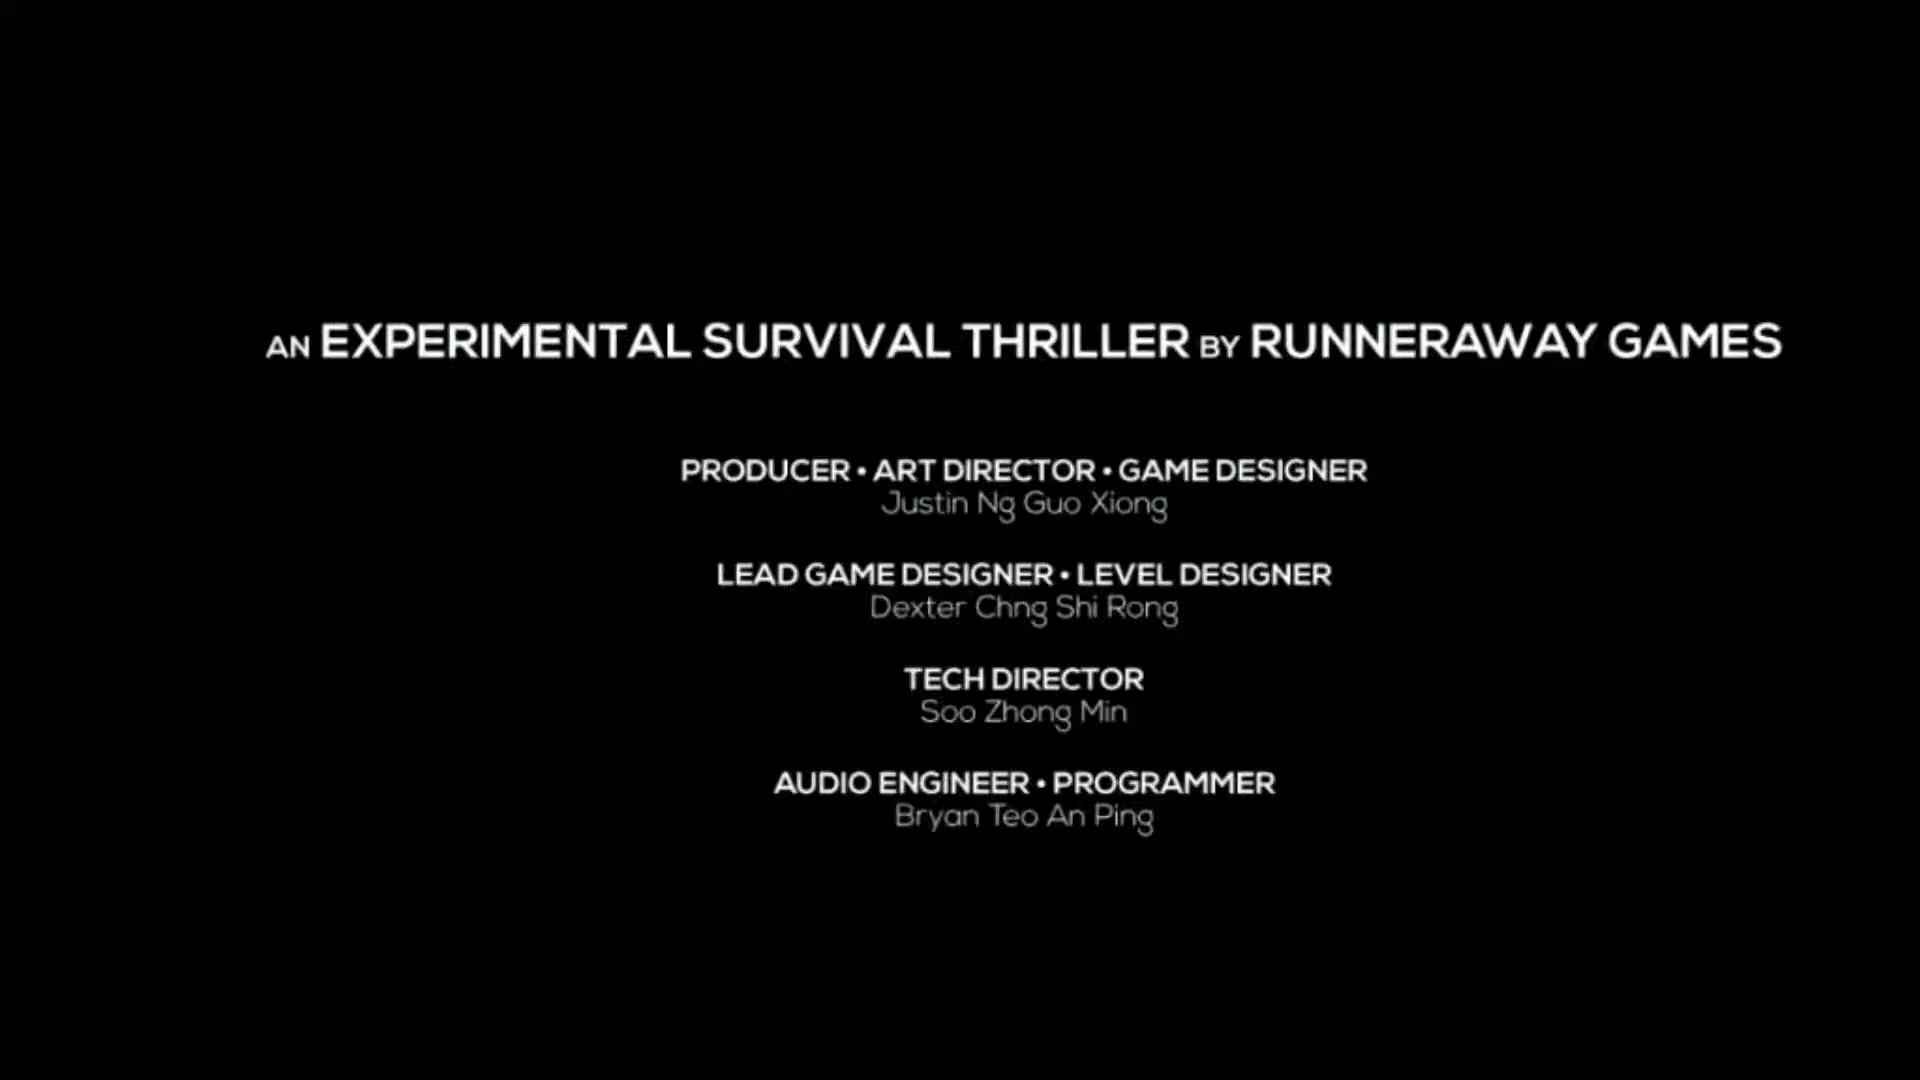 AN EXPERIMENTAL SURVIVAL THRILLER BY RUNNERAWAY GAMES
PRODUCER • ART DIRECTOR • GAME DESIGNER
Justin Ng Guo Xiong
LEAD GAME DESIGNER • LEVEL DESIGNER
Dexter Chng Shi Rong
TECH DIRECTOR
Soo Zhong Min
AUDIO ENGINEER • PROGRAMMER
Bryan Teo An Ping